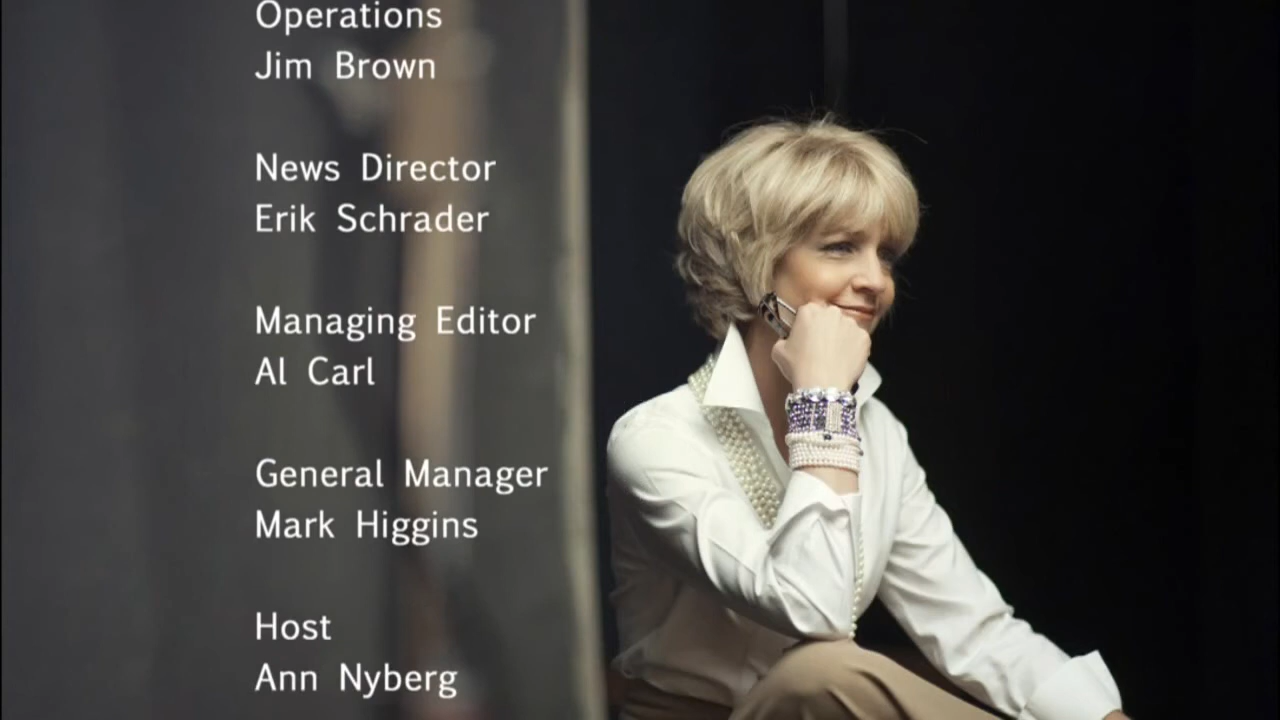 Operations
Jim Brown
News Director
Erik Schrader
Managing Editor
Al Carl
General Manager
Mark Higgins
Host
Ann Nyberg